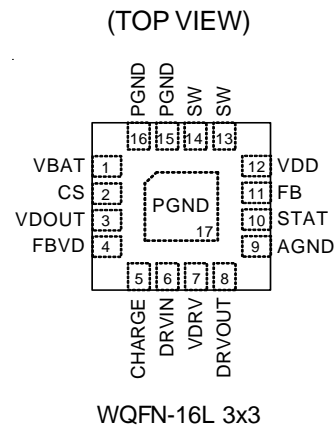 (TOP VIEW)
PGND PGND SW SW
16 15 14 13
VBAT 1 12 VDD
CS 2 11 FB
VDOUT 3 PGND 10 STAT
FBVD 4 17 9 AGND
5 6 7 8
CHARGE DRVIN VDRV DRVOUT
WQFN-16L 3x3